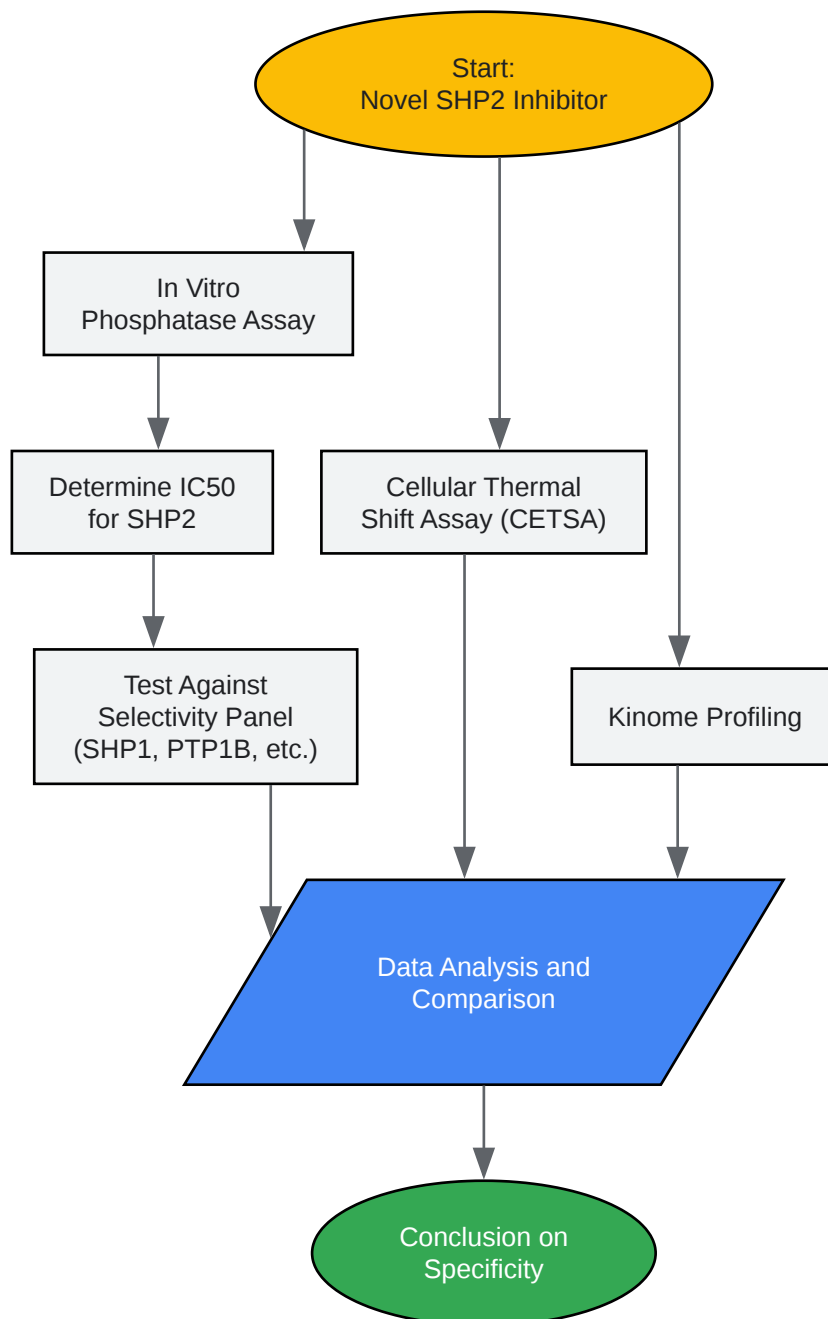 Start:
Novel SHP2 Inhibitor
In Vitro
Phosphatase Assay
Determine IC50
for SHP2
Cellular Thermal
Shift Assay (CETSA)
Test Against
Selectivity Panel
(SHP1, PTP1B, etc.)
Kinome Profiling
Data Analysis and
Comparison
Conclusion on
Specificity